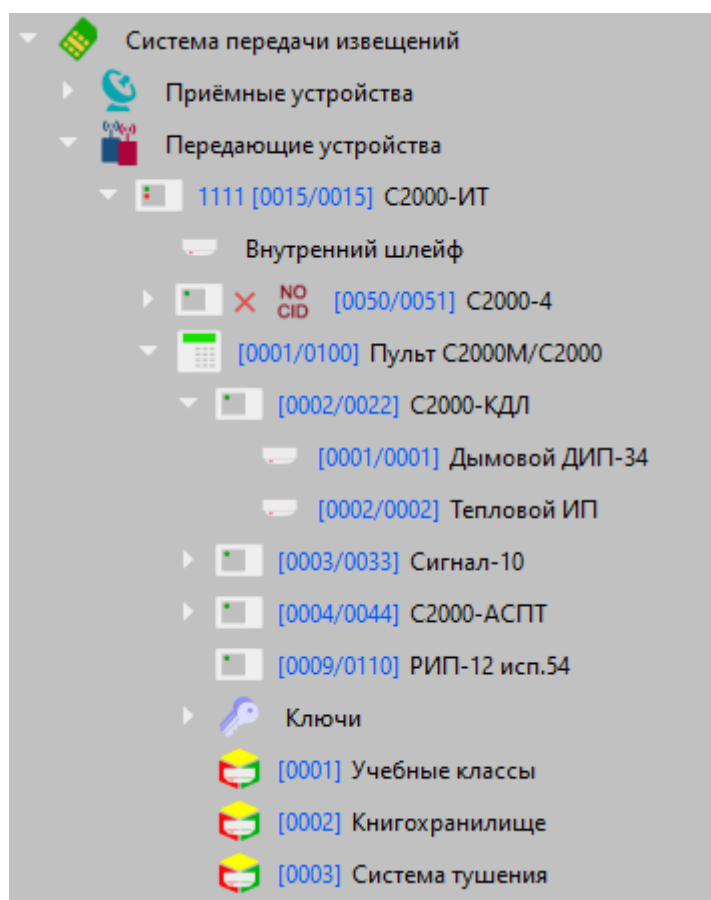 Система передачи извещений
Приёмные устройства
Передающие устройства
1111 [0015/0015] С2000-ИТ
Внутренний шлейф
NO CID [0050/0051] С2000-4
[0001/0100] Пульт С2000М/С2000
[0002/0022] С2000-КДЛ
[0001/0001] Дымовой ДИП-34
[0002/0002] Тепловой ИП
[0003/0033] Сигнал-10
[0004/0044] С2000-АСПТ
[0009/0110] РИП-12 исп.54
Ключи
[0001] Учебные классы
[0002] Книгохранилище
[0003] Система тушения